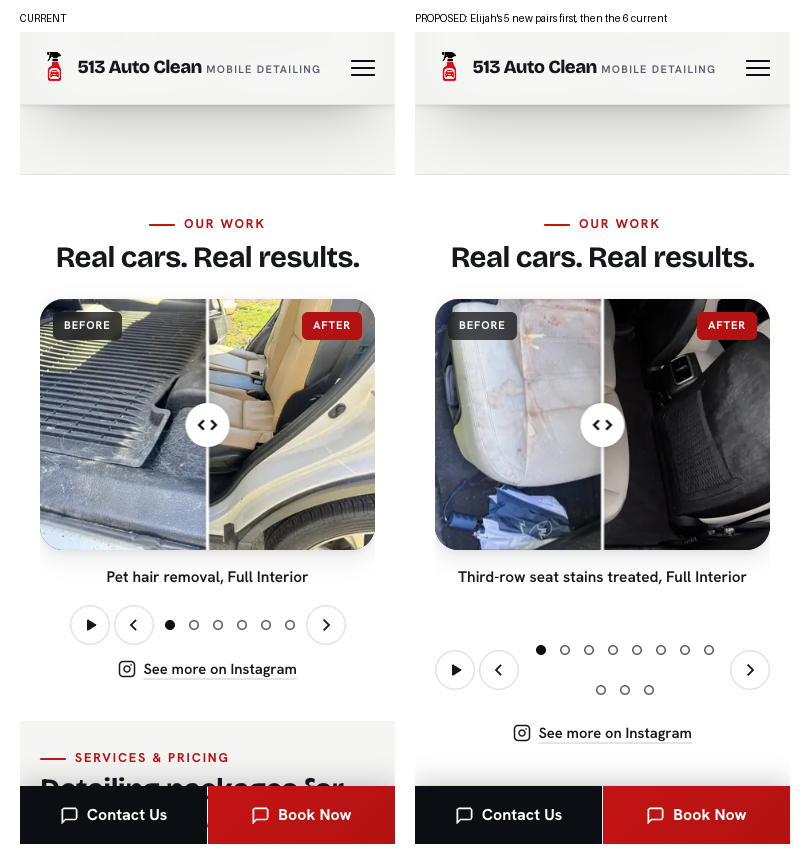 CURRENT
513 Auto Clean MOBILE DETAILING
OUR WORK
Real cars. Real results.
BEFORE
AFTER
Pet hair removal, Full Interior
See more on Instagram
SERVICES & PRICING
Detailing packages for
Contact Us
Book Now
PROPOSED: Elijah's 5 new pairs first, then the 6 current
513 Auto Clean MOBILE DETAILING
OUR WORK
Real cars. Real results.
BEFORE
AFTER
Third-row seat stains treated, Full Interior
See more on Instagram
Contact Us
Book Now